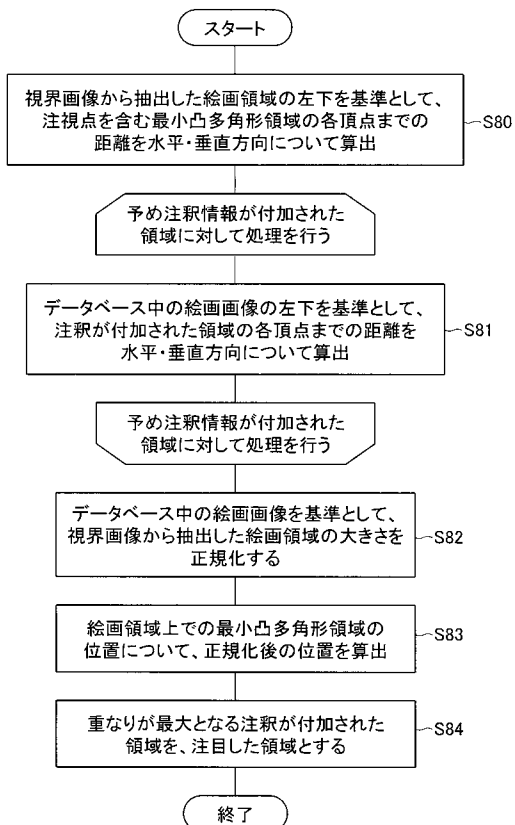 スタート
視界画像から抽出した絵画領域の左下を基準として、
注視点を含む最小凸多角形領域の各頂点までの
距離を水平・垂直方向について算出
S80
予め注釈情報が付加された
領域に対して処理を行う
データベース中の絵画画像の左下を基準として、
注釈が付加された領域の各頂点までの距離を
水平・垂直方向について算出
S81
予め注釈情報が付加された
領域に対して処理を行う
データベース中の絵画画像を基準として、
視界画像から抽出した絵画領域の大きさを
正規化する
S82
絵画領域上での最小凸多角形領域の
位置について、正規化後の位置を算出
S83
重なりが最大となる注釈が付加された
領域を、注目した領域とする
S84
終了